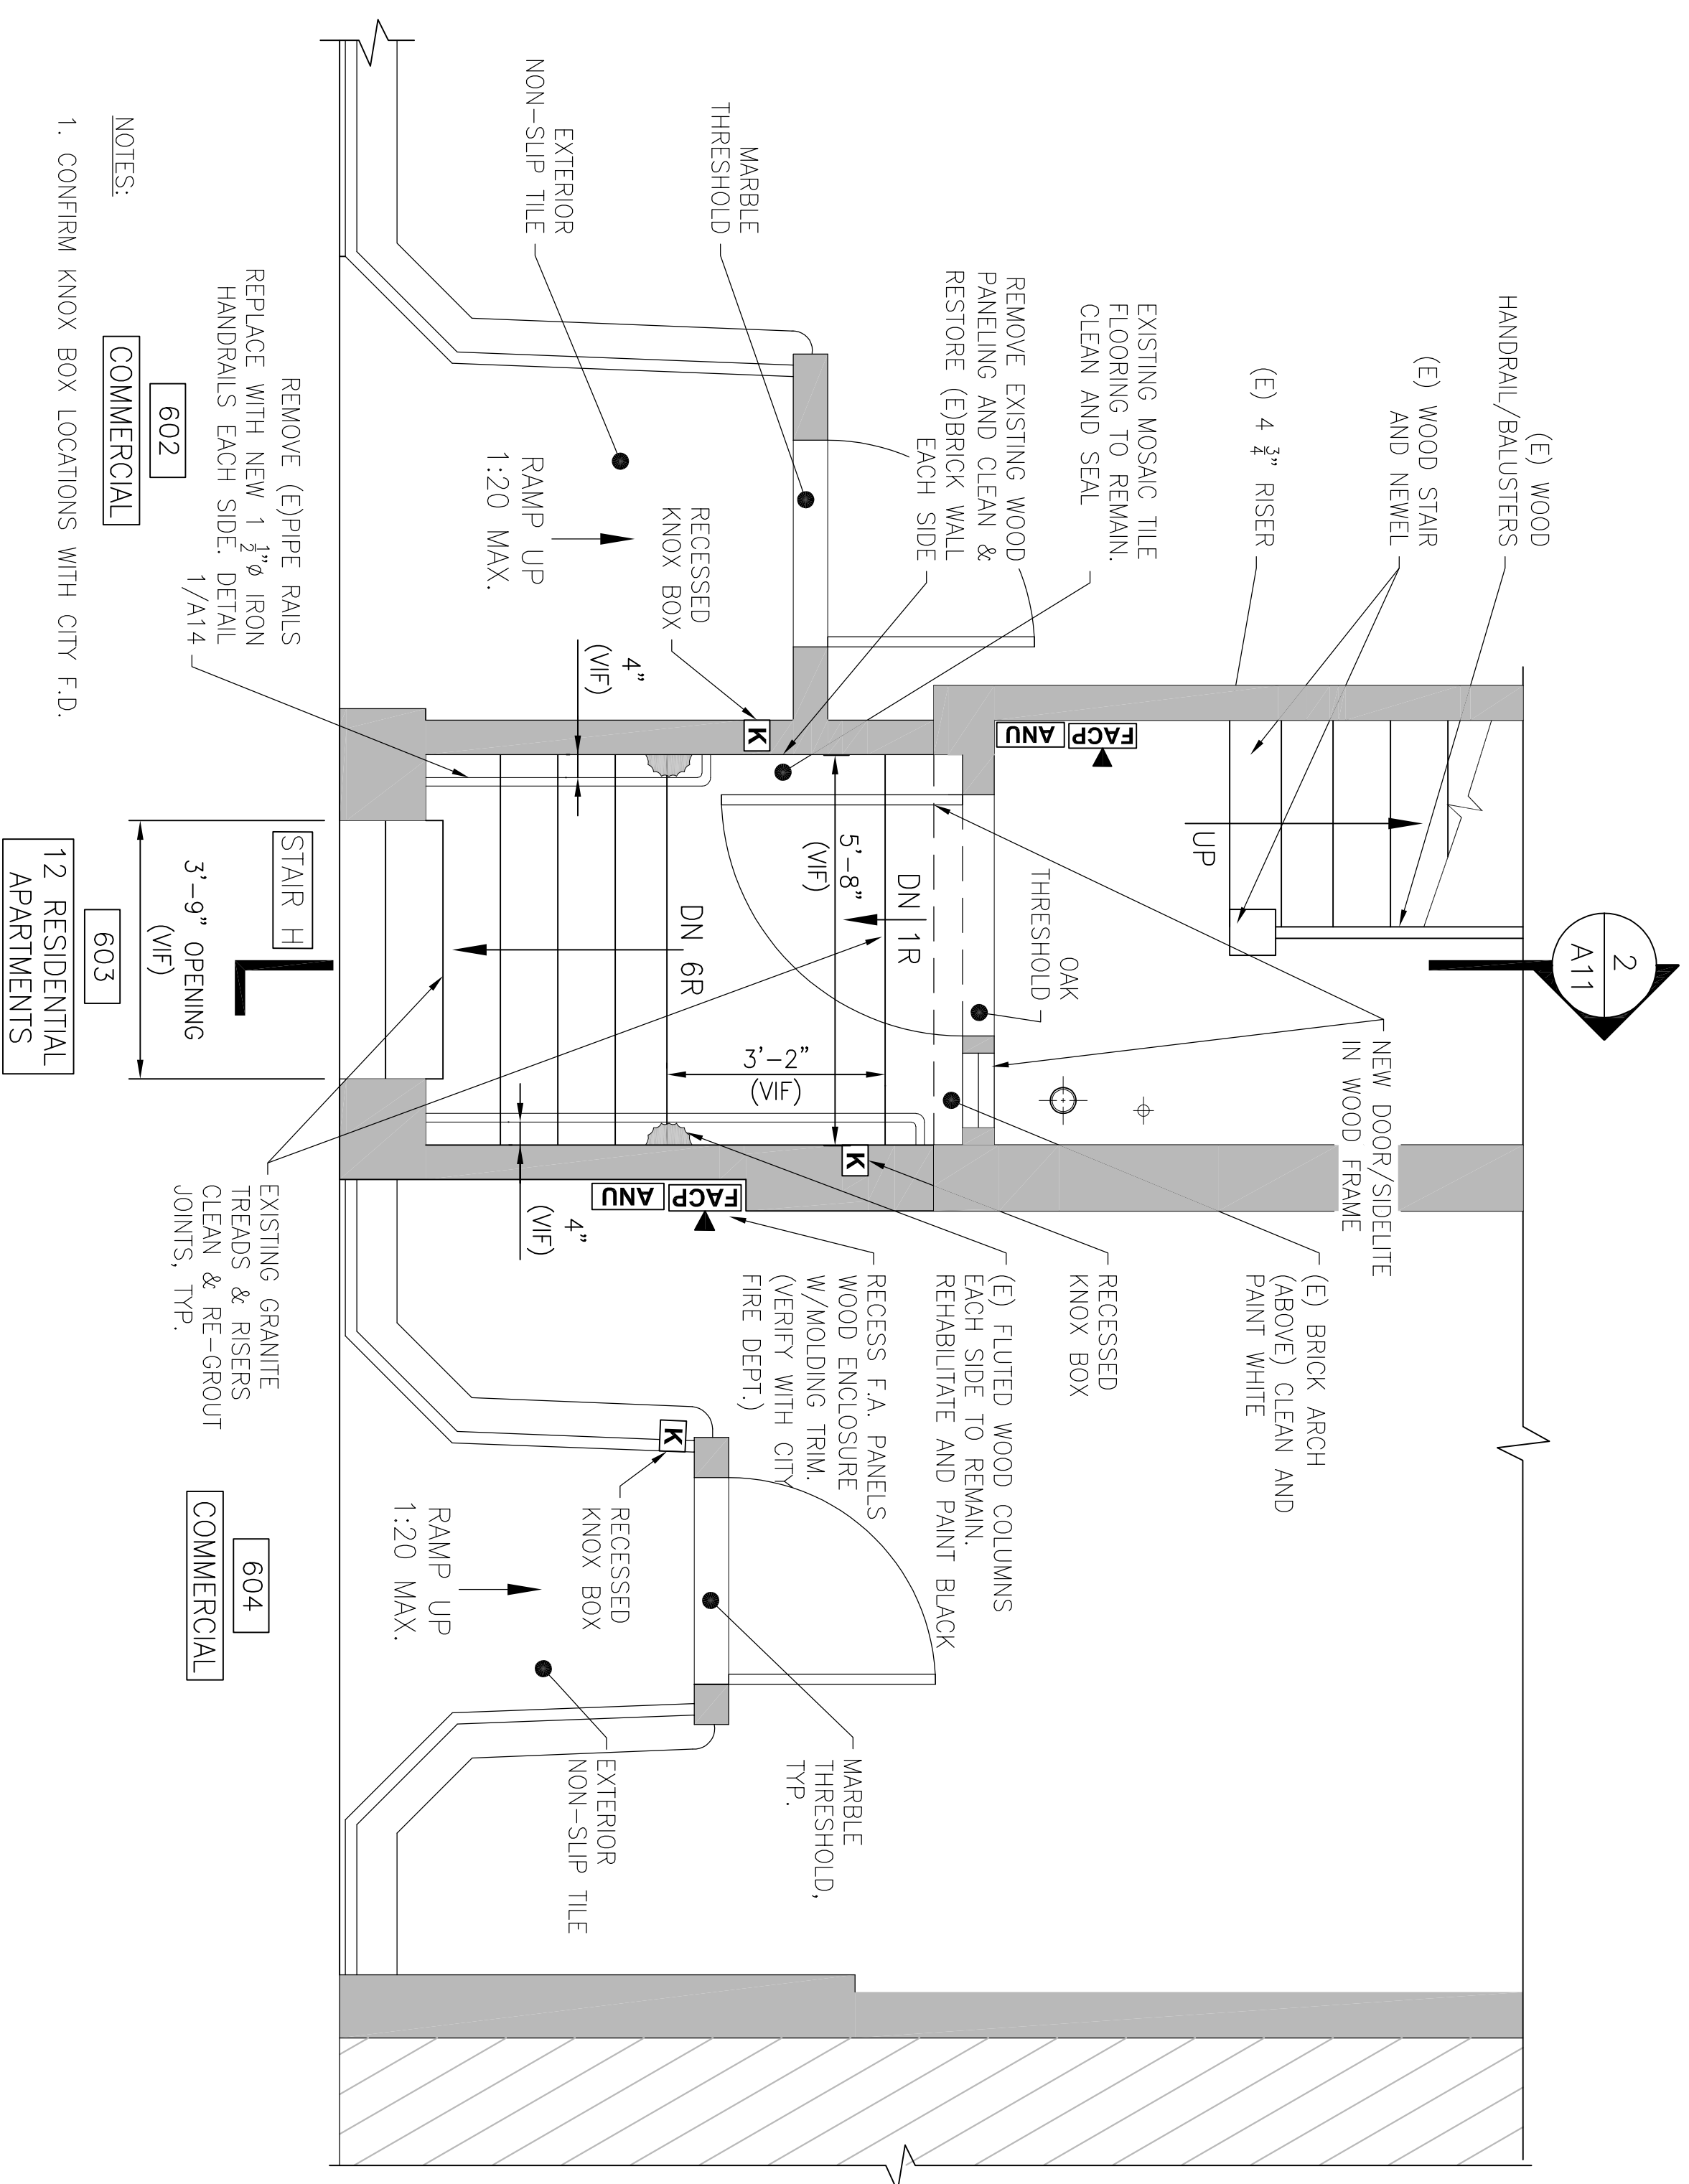 2
A11
(E) WOOD
HANDRAIL/BALUSTERS
(E) WOOD STAIR
AND NEWEL
(E) 4 3/4" RISER
EXISTING MOSAIC TILE
FLOORING TO REMAIN.
CLEAN AND SEAL
REMOVE EXISTING WOOD
PANELING AND CLEAN &
RESTORE (E)BRICK WALL
EACH SIDE
MARBLE
THRESHOLD
EXTERIOR
NON-SLIP TILE
RAMP UP
1:20 MAX.
RECESSED
KNOX BOX
K
4"
(VIF)
REMOVE (E)PIPE RAILS
REPLACE WITH NEW 1 1/2"ø IRON
HANDRAILS EACH SIDE. DETAIL
1/A14
602
COMMERCIAL
NOTES:
1. CONFIRM KNOX BOX LOCATIONS WITH CITY F.D.
UP
FACP
ANU
OAK
THRESHOLD
DN 1R
5'-8"
(VIF)
3'-2"
(VIF)
DN 6R
STAIR H
3'-9" OPENING
(VIF)
603
12 RESIDENTIAL
APARTMENTS
NEW DOOR/SIDELITE
IN WOOD FRAME
(E) BRICK ARCH
(ABOVE) CLEAN AND
PAINT WHITE
K
RECESSED
KNOX BOX
(E) FLUTED WOOD COLUMNS
EACH SIDE TO REMAIN.
REHABILITATE AND PAINT BLACK
FACP
ANU
RECESS F.A. PANELS
WOOD ENCLOSURE
W/MOLDING TRIM.
(VERIFY WITH CITY
FIRE DEPT.)
4"
(VIF)
EXISTING GRANITE
TREADS & RISERS
CLEAN & RE-GROUT
JOINTS, TYP.
K
RECESSED
KNOX BOX
RAMP UP
1:20 MAX.
MARBLE
THRESHOLD,
TYP.
EXTERIOR
NON-SLIP TILE
604
COMMERCIAL